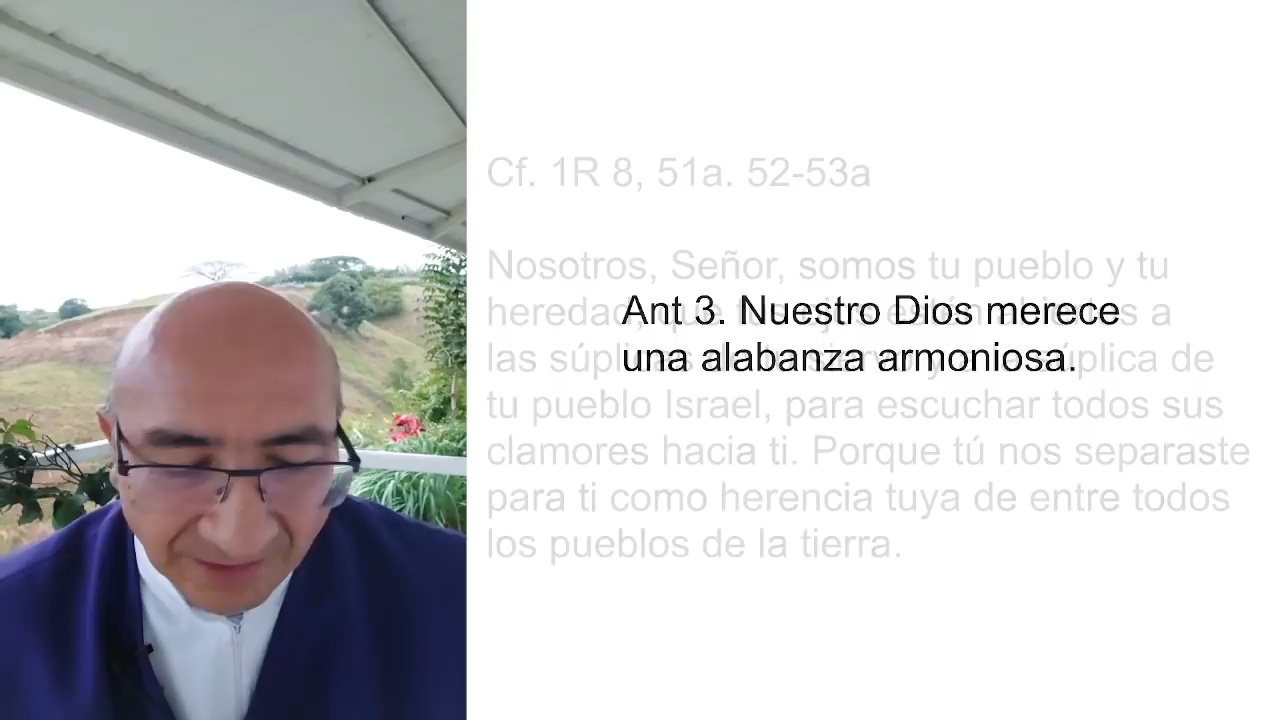 Cf. 1R 8, 51a. 52-53a
Nosotros, Señor, somos tu pueblo y tu
a
las de
tu pueblo Israel, para escuchar todos sus
clamores hacia ti. Porque tú nos separaste
para ti como herencia tuya de entre todos
los pueblos de la tierra.
Ant 3. Nuestro Dios merece
una alabanza armoniosa.